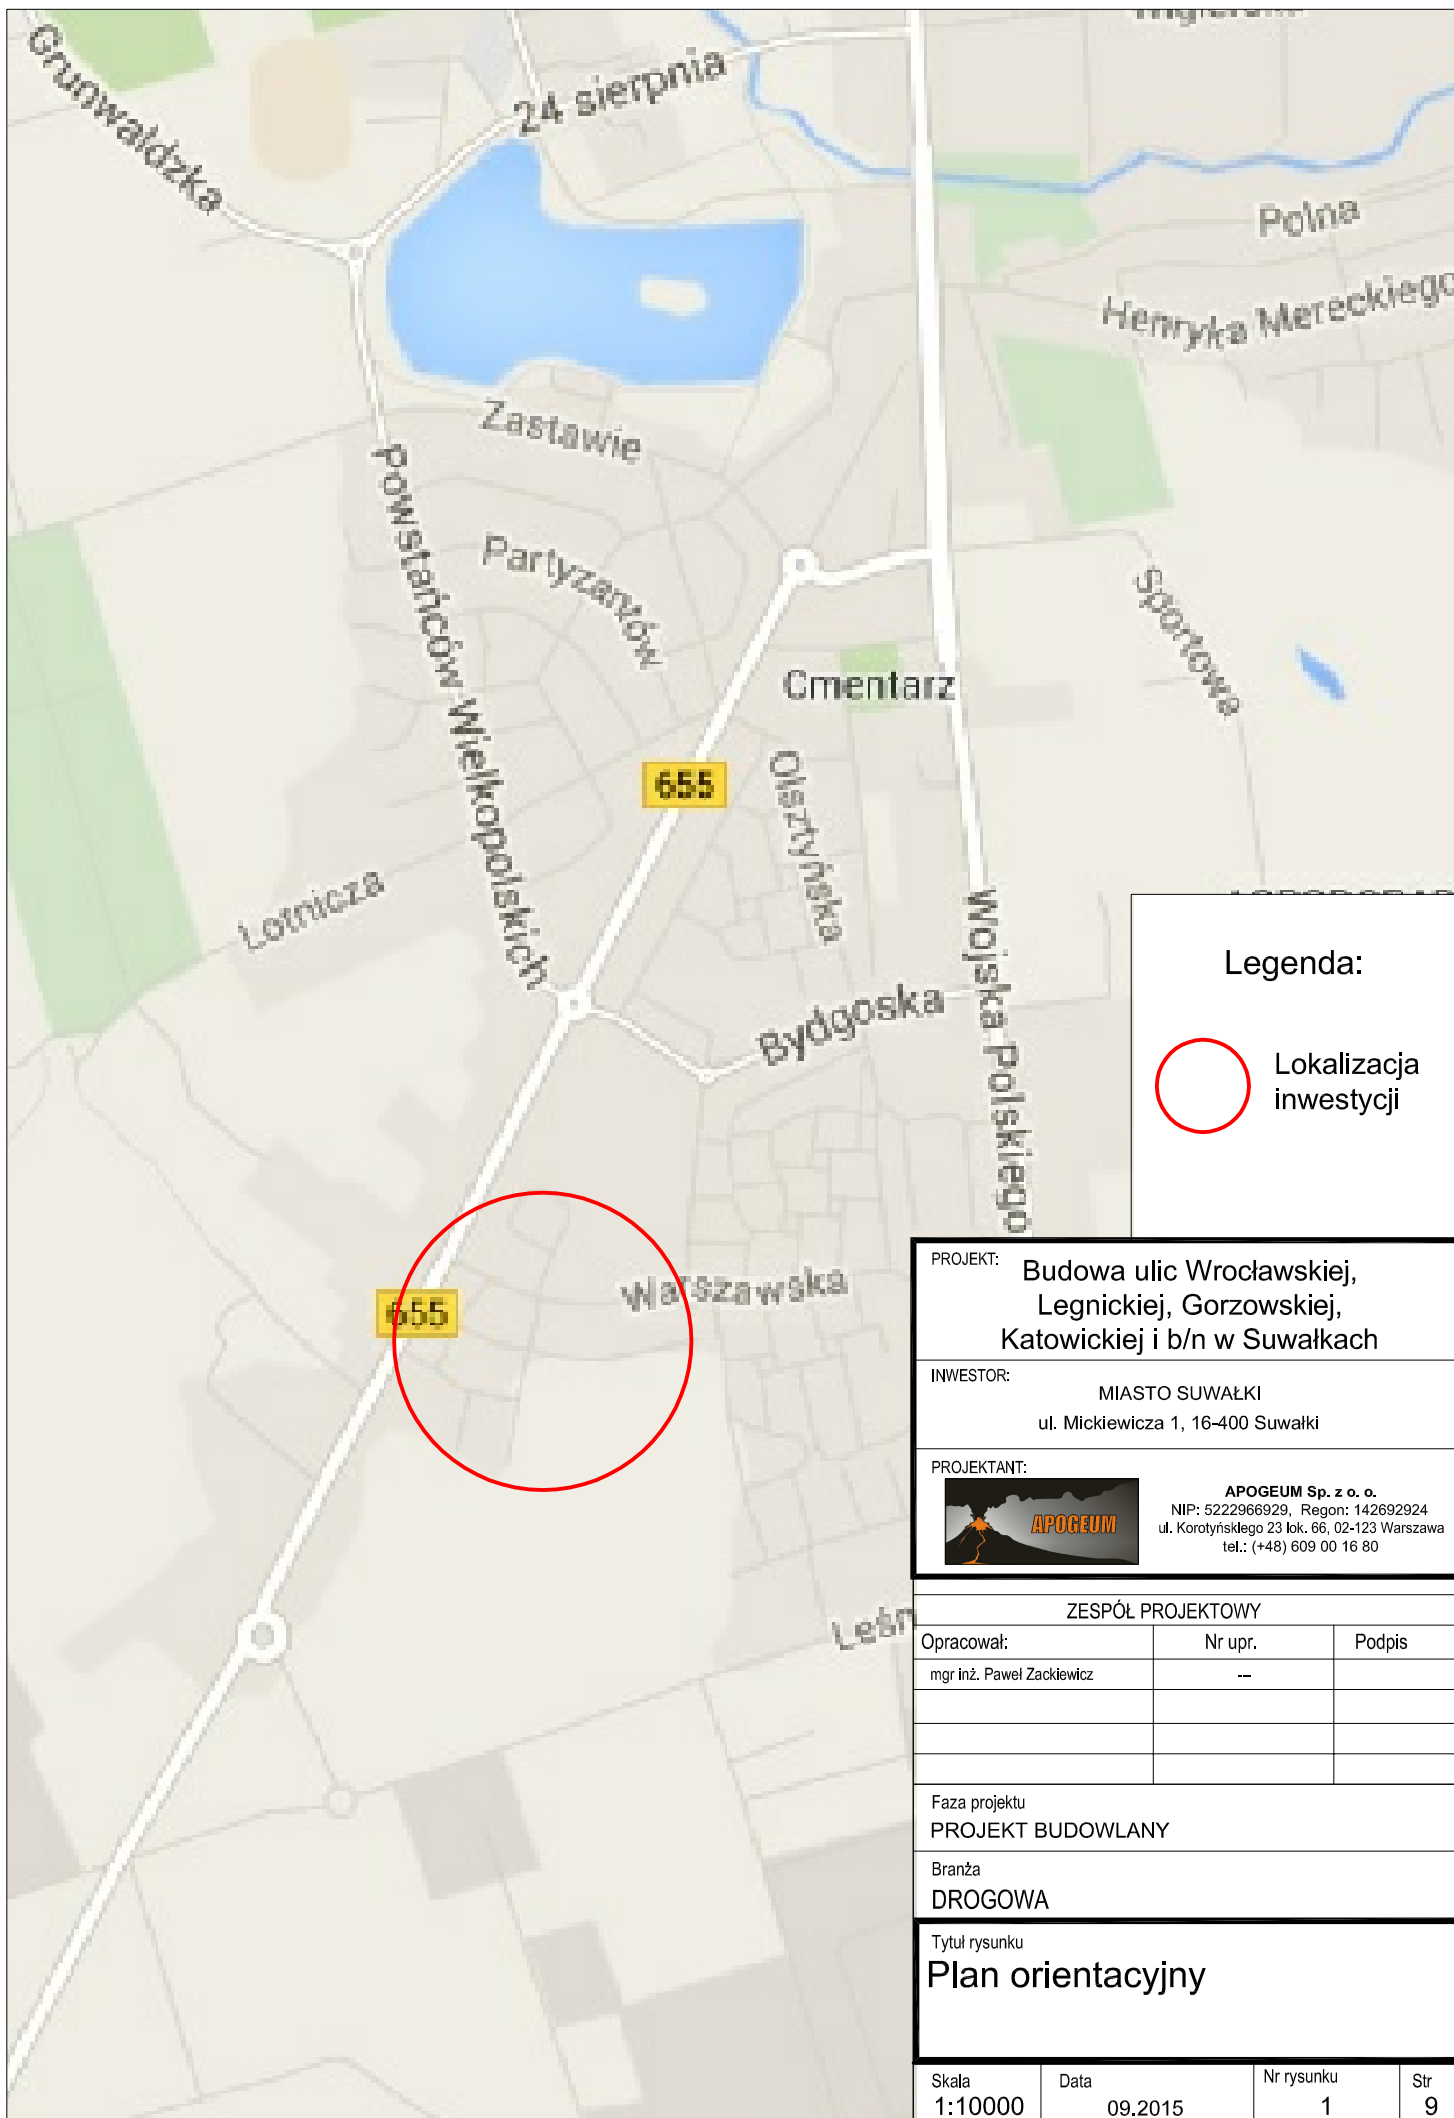 Grunwaldzka
24 sierpnia
Polna
Henryka Mereckiego
Zastawie
Powstańców Wielkopolskich
Partyzantów
Sportowa
Cmentarz
655
Olsztyńska
Lotnicza
Wojska Polskiego
Bydgoska
Warszawska
655
Leśn
Legenda:
Lokalizacja
inwestycji
PROJEKT:
Budowa ulic Wrocławskiej,
Legnickiej, Gorzowskiej,
Katowickiej i b/n w Suwałkach
INWESTOR:
MIASTO SUWAŁKI
ul. Mickiewicza 1, 16-400 Suwałki
PROJEKTANT:
APOGEUM
APOGEUM Sp. z o. o.
NIP: 5222966929, Regon: 142692924
ul. Korotyńskiego 23 lok. 66, 02-123 Warszawa
tel.: (+48) 609 00 16 80
ZESPÓŁ PROJEKTOWY
Opracował: Nr upr. Podpis
mgr inż. Paweł Zackiewicz --
Faza projektu
PROJEKT BUDOWLANY
Branża
DROGOWA
Tytuł rysunku
Plan orientacyjny
Skala Data Nr rysunku Str
1:10000 09.2015 1 9